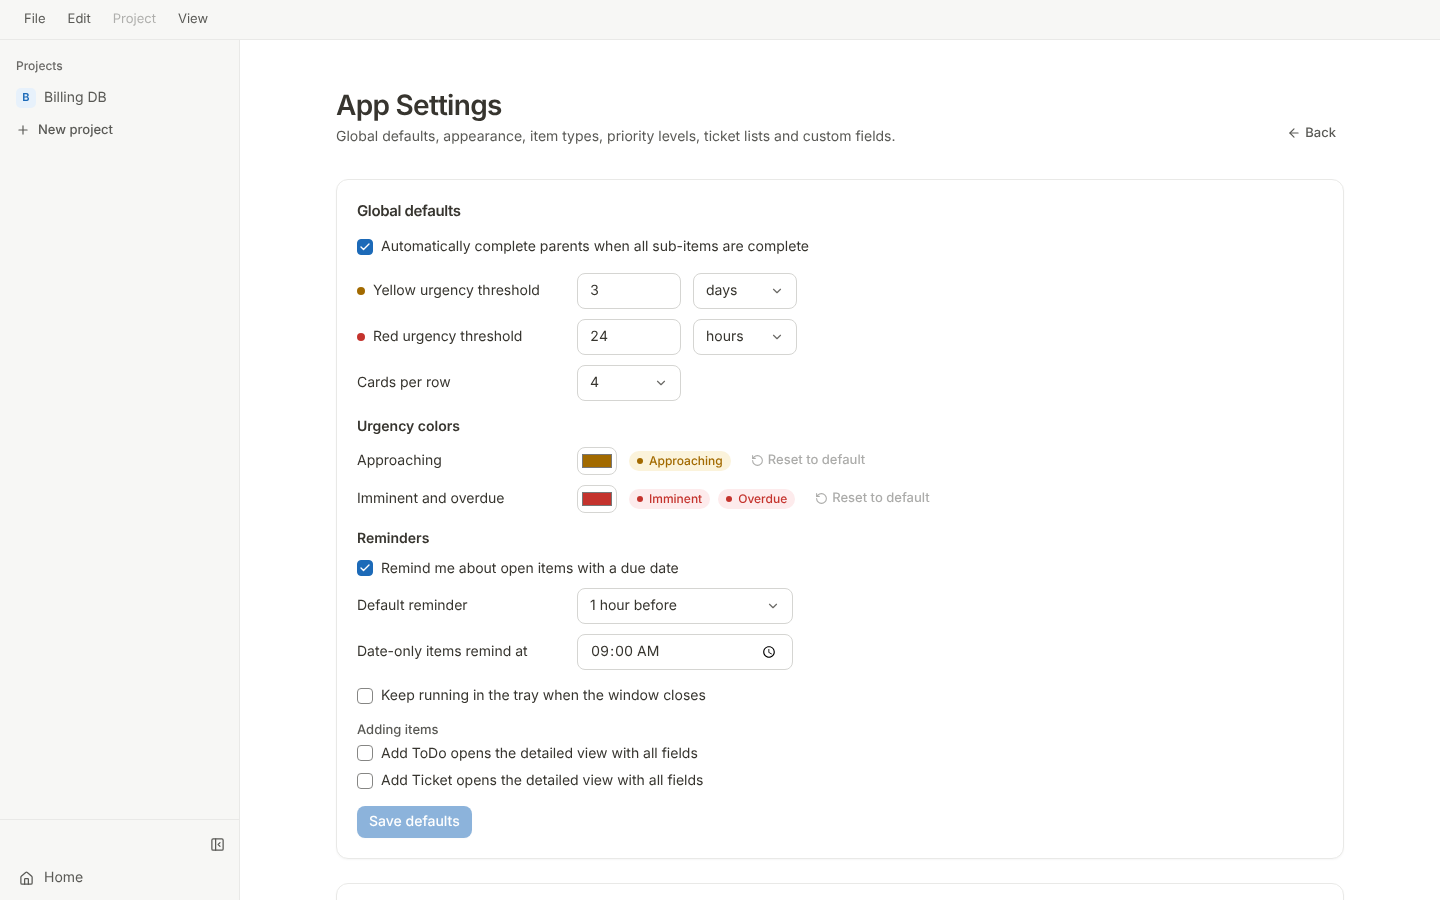 File Edit Project View
Projects
B Billing DB
New project
Home
App Settings
Global defaults, appearance, item types, priority levels, ticket lists and custom fields.
Back
Global defaults
Automatically complete parents when all sub-items are complete
Yellow urgency threshold 3 days
Red urgency threshold 24 hours
Cards per row 4
Urgency colors
Approaching Approaching Reset to default
Imminent and overdue Imminent Overdue Reset to default
Reminders
Remind me about open items with a due date
Default reminder 1 hour before
Date-only items remind at 09:00 AM
Keep running in the tray when the window closes
Adding items
Add ToDo opens the detailed view with all fields
Add Ticket opens the detailed view with all fields
Save defaults